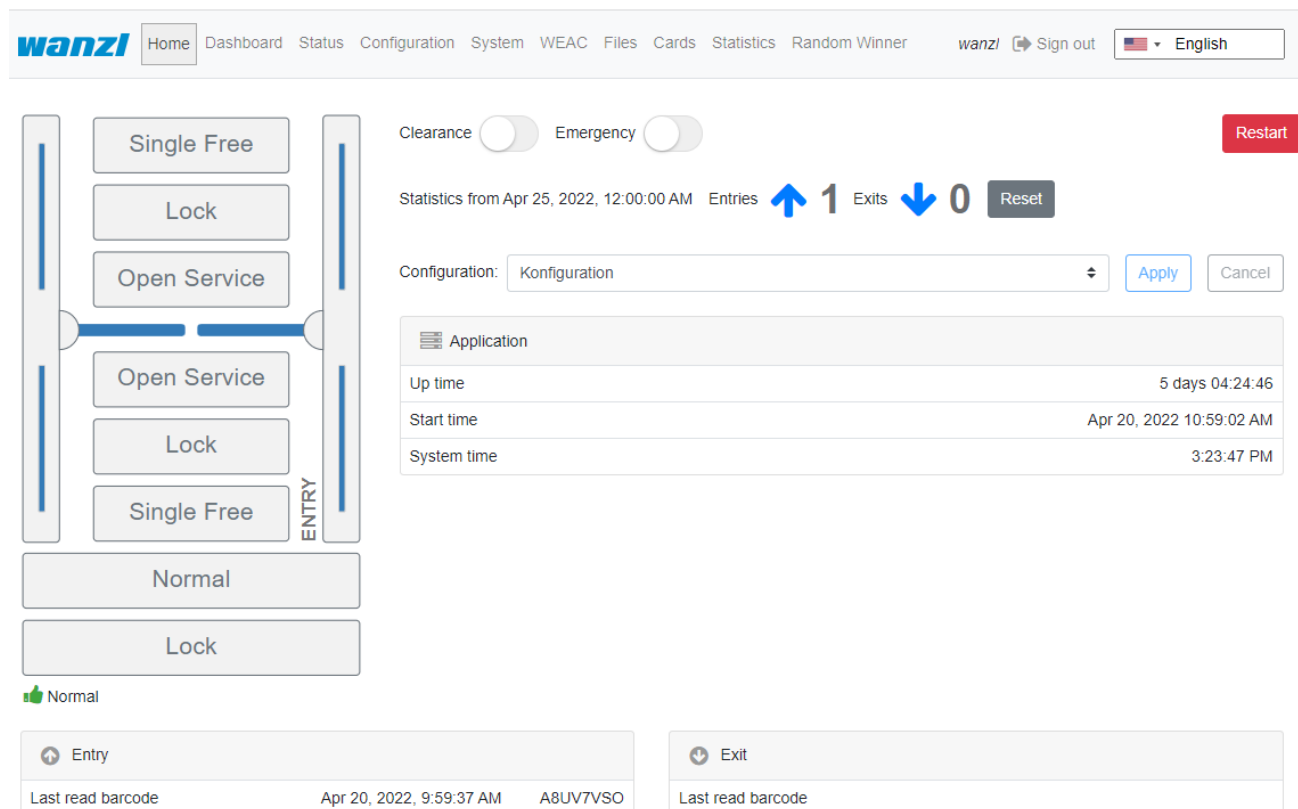 wanzl Home Dashboard Status Configuration System WEAC Files Cards Statistics Random Winner wanzl Sign out English
Single Free
Lock
Open Service
Open Service
Lock
Single Free
ENTRY
Normal
Lock
Normal
Clearance Emergency Restart
Statistics from Apr 25, 2022, 12:00:00 AM Entries 1 Exits 0 Reset
Configuration: Konfiguration Apply Cancel
Application
Up time 5 days 04:24:46
Start time Apr 20, 2022 10:59:02 AM
System time 3:23:47 PM
Entry
Last read barcode Apr 20, 2022, 9:59:37 AM A8UV7VSO
Exit
Last read barcode